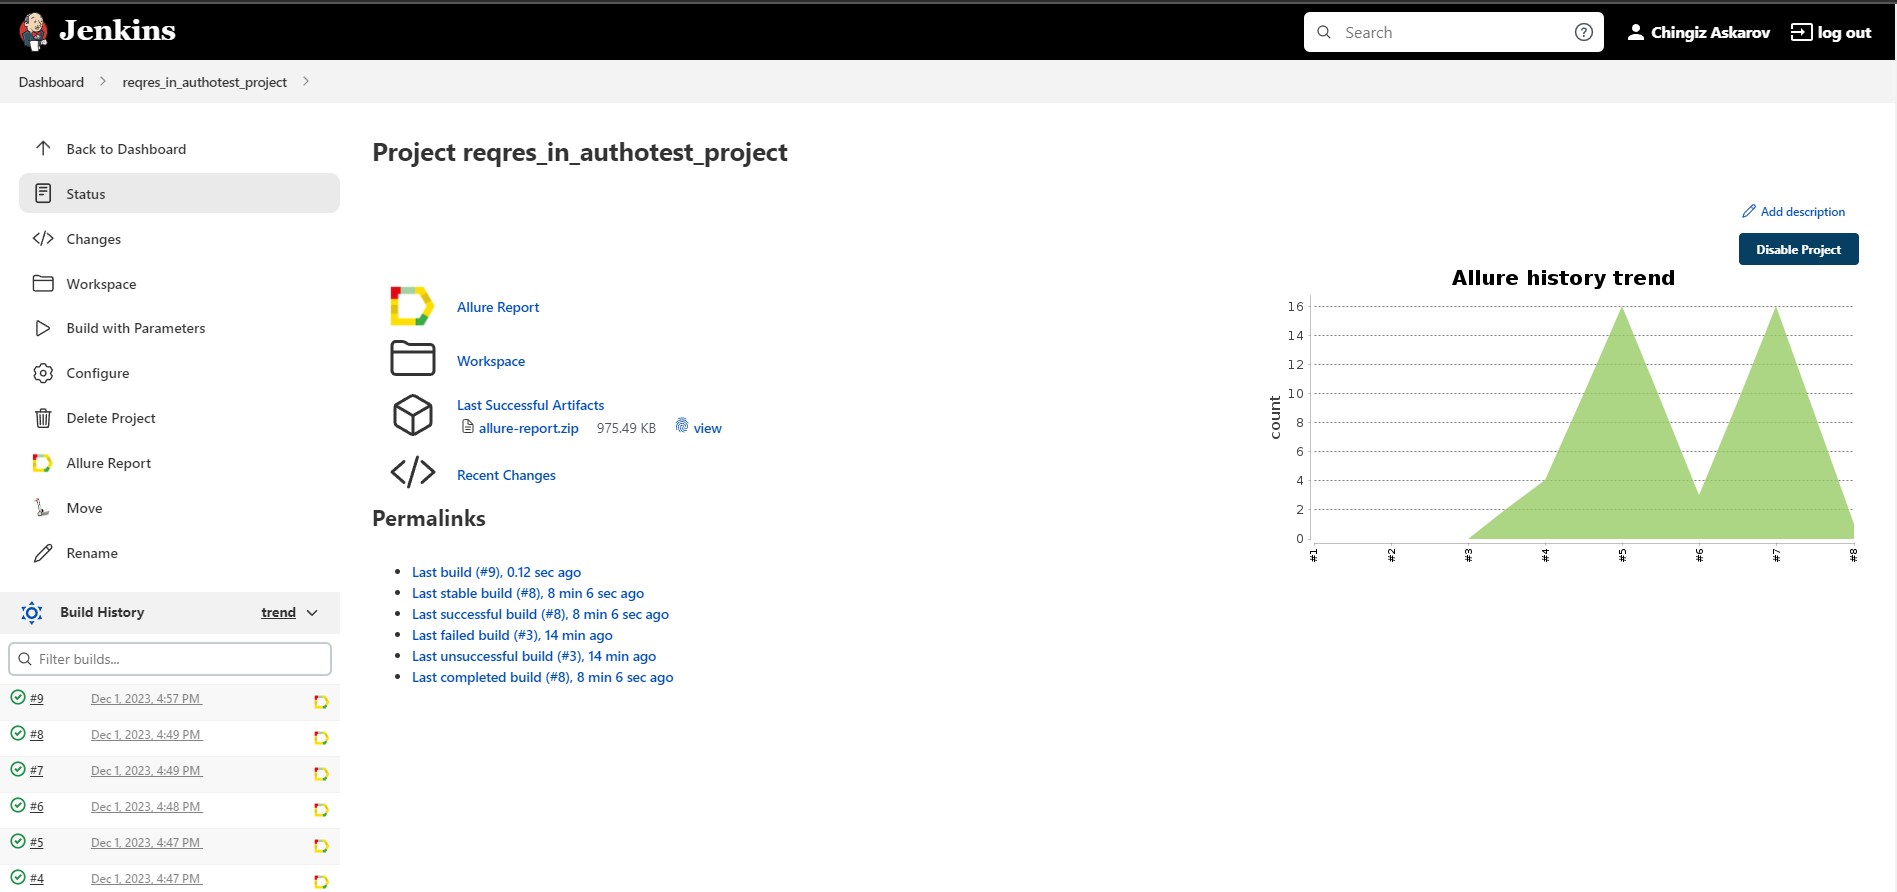 Jenkins
Search
Chingiz Askarov
log out
Dashboard
reqres_in_authotest_project
Back to Dashboard
Status
Changes
Workspace
Build with Parameters
Configure
Delete Project
Allure Report
Move
Rename
Build History
trend
Filter builds...
#9 Dec 1, 2023, 4:57 PM
#8 Dec 1, 2023, 4:49 PM
#7 Dec 1, 2023, 4:49 PM
#6 Dec 1, 2023, 4:48 PM
#5 Dec 1, 2023, 4:47 PM
#4 Dec 1, 2023, 4:47 PM
Project reqres_in_authotest_project
Add description
Disable Project
Allure Report
Workspace
Last Successful Artifacts
allure-report.zip 975.49 KB view
Recent Changes
Permalinks
Last build (#9), 0.12 sec ago
Last stable build (#8), 8 min 6 sec ago
Last successful build (#8), 8 min 6 sec ago
Last failed build (#3), 14 min ago
Last unsuccessful build (#3), 14 min ago
Last completed build (#8), 8 min 6 sec ago
Allure history trend
count
16
14
12
10
8
6
4
2
0
#1 #2 #3 #4 #5 #6 #7 #8